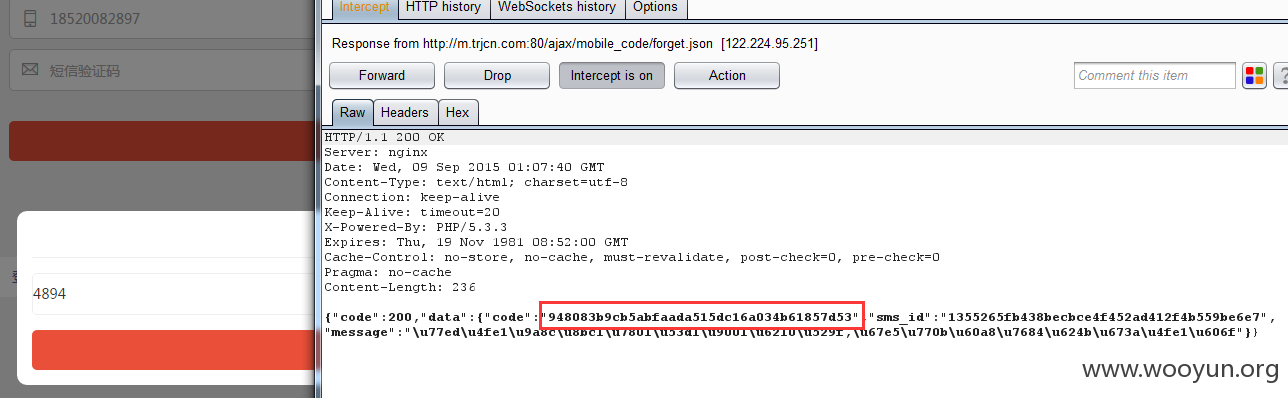 18520082897
短信验证码
4894
Intercept HTTP history WebSockets history Options
Response from http://m.trjcn.com:80/ajax/mobile_code/forget.json [122.224.95.251]
Forward Drop Intercept is on Action Comment this item ?
Raw Headers Hex
HTTP/1.1 200 OK
Server: nginx
Date: Wed, 09 Sep 2015 01:07:40 GMT
Content-Type: text/html; charset=utf-8
Connection: keep-alive
Keep-Alive: timeout=20
X-Powered-By: PHP/5.3.3
Expires: Thu, 19 Nov 1981 08:52:00 GMT
Cache-Control: no-store, no-cache, must-revalidate, post-check=0, pre-check=0
Pragma: no-cache
Content-Length: 236
{"code":200,"data":{"code":"948083b9cb5abfaada515dc16a034b61857d53","sms_id":"1355265fb438becbce4f452ad412f4b559be6e7",
"message":"\u77ed\u4fe1\u9a8c\u8bc1\u7801\u53d1\u9001\u6210\u529f,\u67e5\u770b\u60a8\u7684\u624b\u673a\u4fe1\u606f"}}
www.wooyun.org